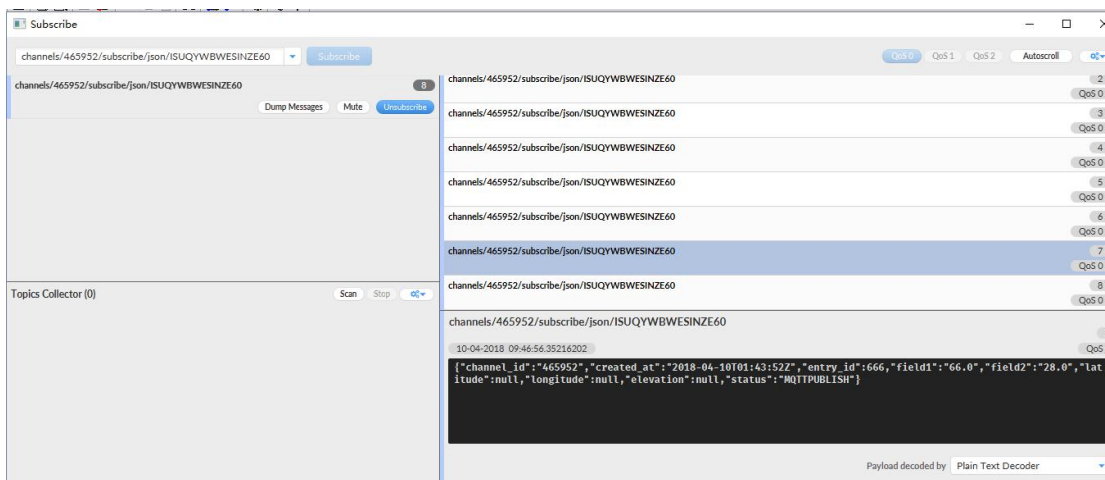 Subscribe
channels/465952/subscribe/json/ISUQYWBWESINZE60
Subscribe
QoS 0 QoS 1 QoS 2 Autoscroll
channels/465952/subscribe/json/ISUQYWBWESINZE60
8
Dump Messages Mute Unsubscribe
Topics Collector (0)
Scan Stop
channels/465952/subscribe/json/ISUQYWBWESINZE60
2
QoS 0
channels/465952/subscribe/json/ISUQYWBWESINZE60
3
QoS 0
channels/465952/subscribe/json/ISUQYWBWESINZE60
4
QoS 0
channels/465952/subscribe/json/ISUQYWBWESINZE60
5
QoS 0
channels/465952/subscribe/json/ISUQYWBWESINZE60
6
QoS 0
channels/465952/subscribe/json/ISUQYWBWESINZE60
7
QoS 0
channels/465952/subscribe/json/ISUQYWBWESINZE60
8
QoS 0
channels/465952/subscribe/json/ISUQYWBWESINZE60
10-04-2018 09:46:56.35216202
QoS
{"channel_id":"465952","created_at":"2018-04-10T01:43:52Z","entry_id":666,"field1":"66.0","field2":"28.0","lat
itude":null,"longitude":null,"elevation":null,"status":"MQTTPUBLISH"}
Payload decoded by Plain Text Decoder